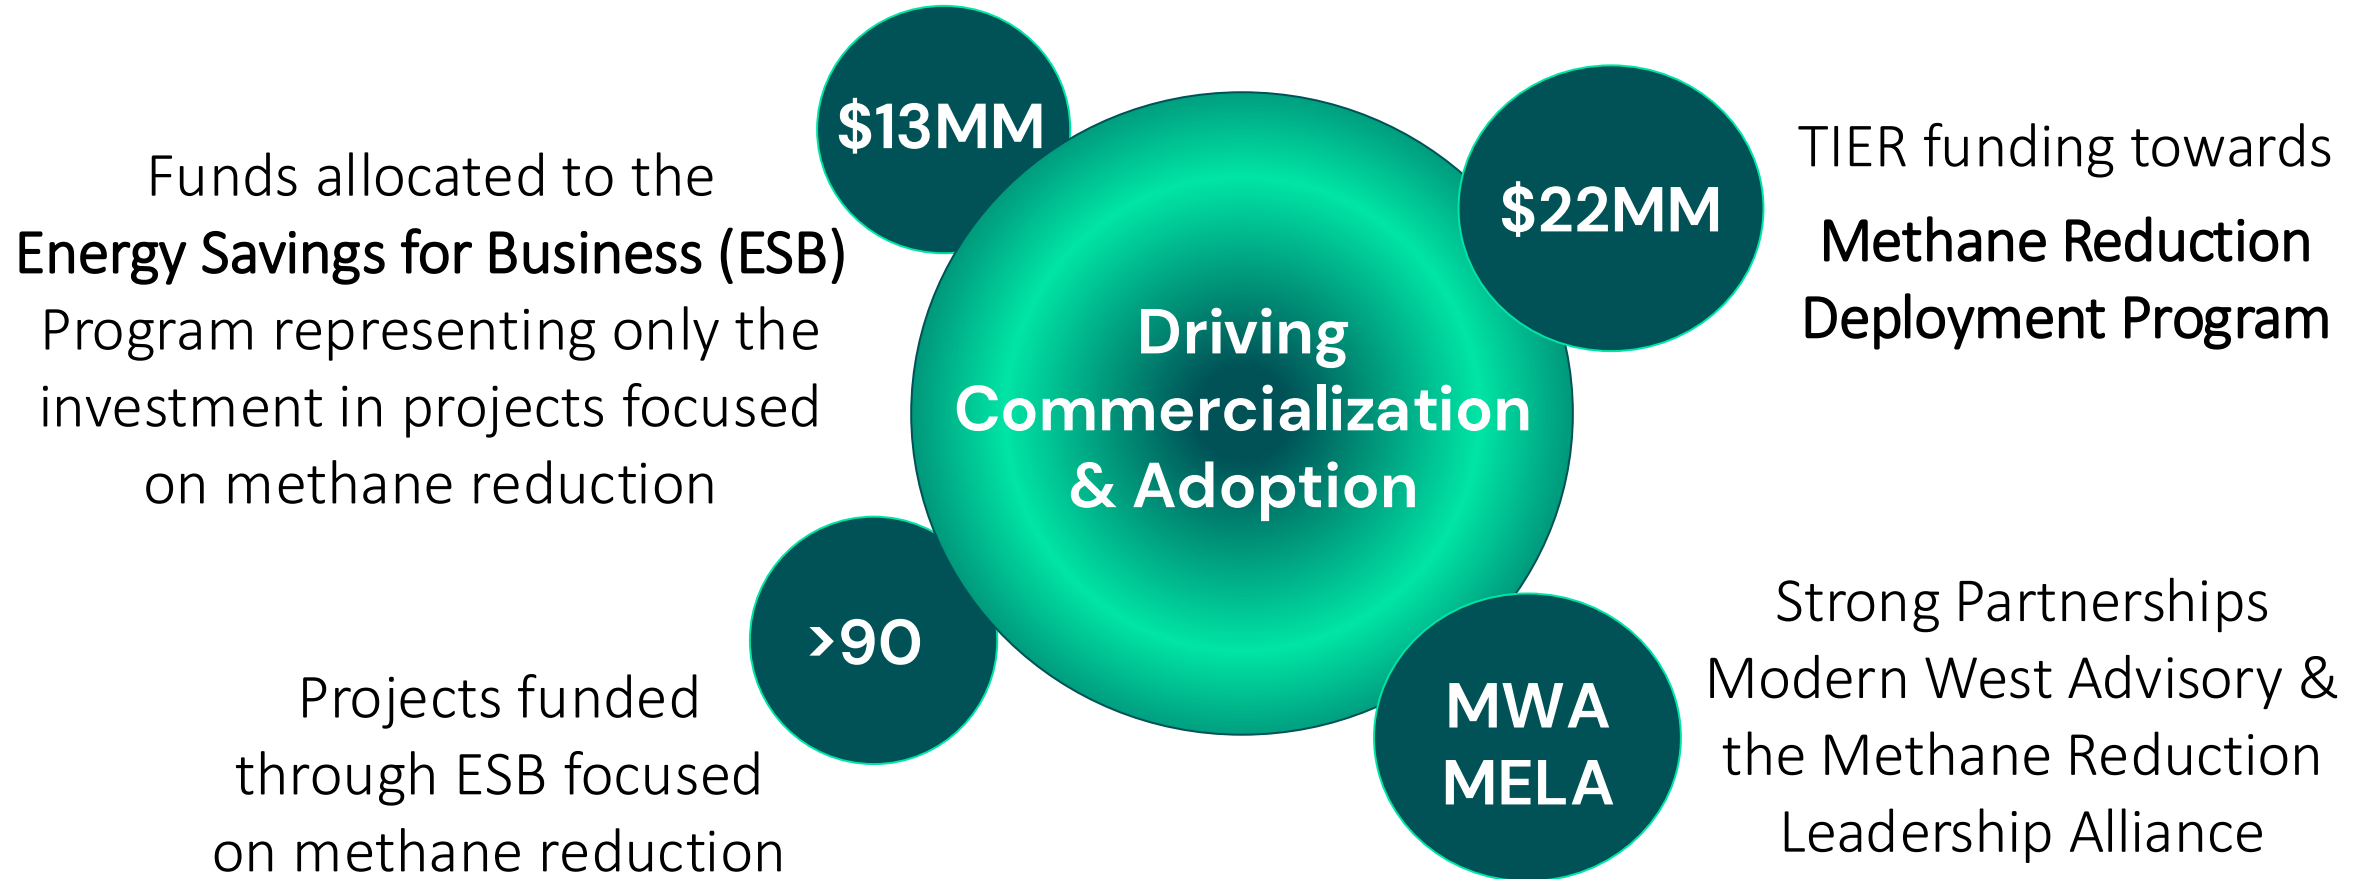 $13MM
Funds allocated to the
Energy Savings for Business (ESB)
Program representing only the
investment in projects focused
on methane reduction
$22MM
TIER funding towards
Methane Reduction
Deployment Program
Driving
Commercialization
& Adoption
>90
Projects funded
through ESB focused
on methane reduction
MWA
MELA
Strong Partnerships
Modern West Advisory &
the Methane Reduction
Leadership Alliance